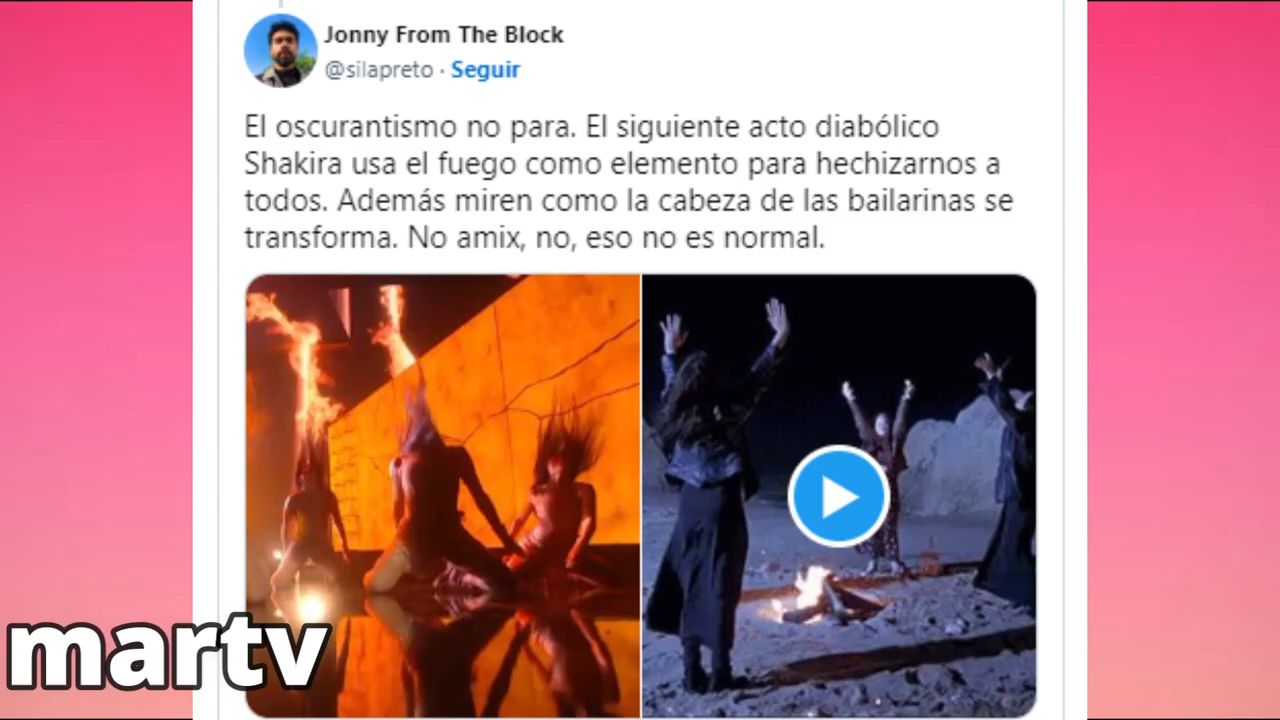 Jonny From The Block
@silapreto · Seguir
El oscurantismo no para. El siguiente acto diabólico
Shakira usa el fuego como elemento para hechizarnos a
todos. Además miren como la cabeza de las bailarinas se
transforma. No amix, no, eso no es normal.
martv